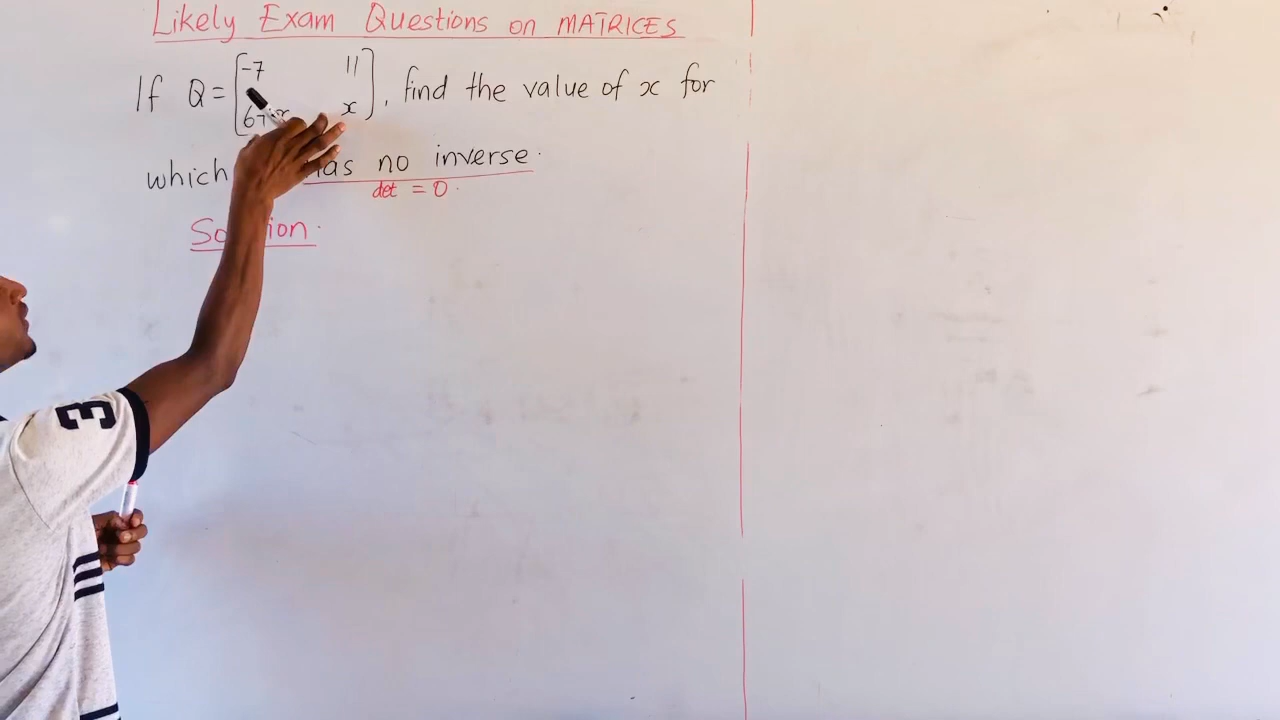 Likely Exam Questions on MATRICES
If Q = [-7 11
x], find the value of x for
which has no inverse.
det = 0.
Solution.
3